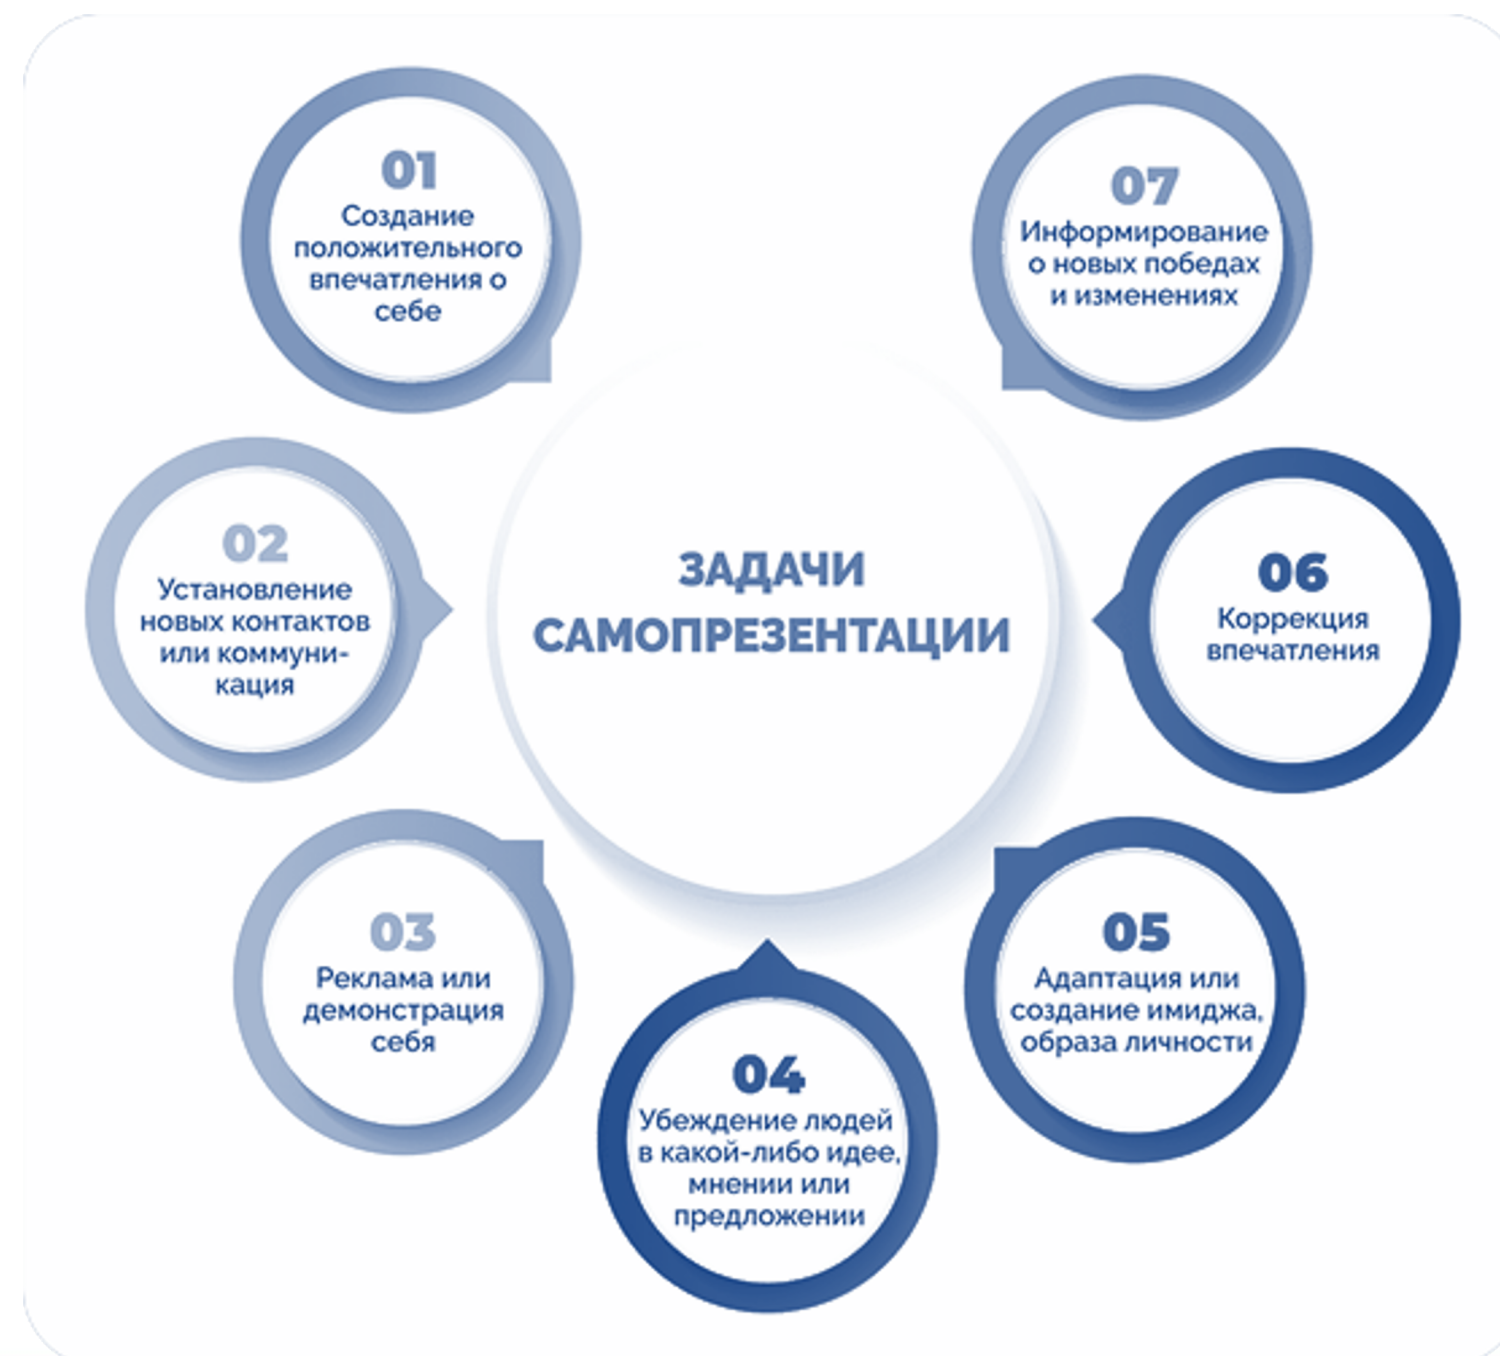 ЗАДАЧИ
САМОПРЕЗЕНТАЦИИ
01
Создание
положительного
впечатления о
себе
02
Установление
новых контактов
или коммуни-
кация
03
Реклама или
демонстрация
себя
04
Убеждение людей
в какой-либо идее,
мнении или
предложении
05
Адаптация или
создание имиджа,
образа личности
06
Коррекция
впечатления
07
Информирование
о новых победах
и изменениях